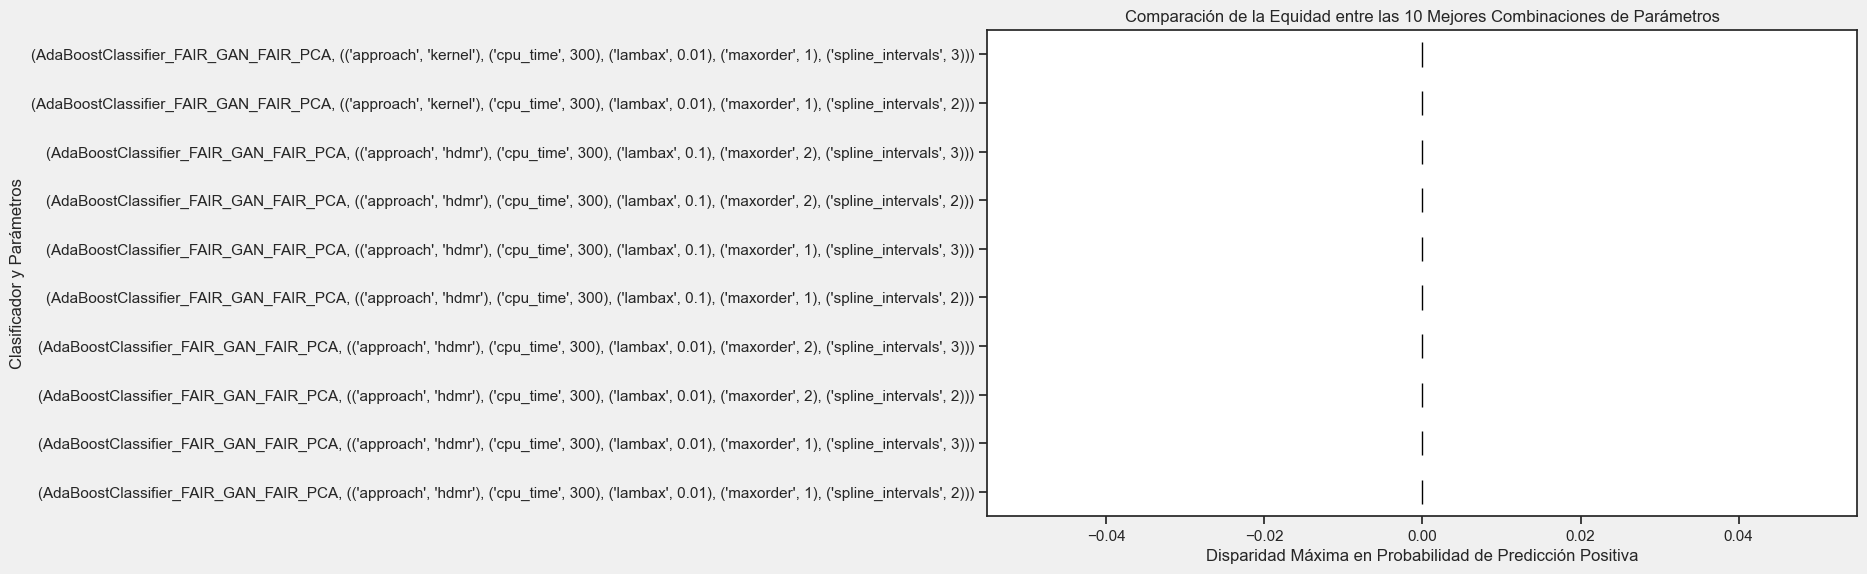 Comparación de la Equidad entre las 10 Mejores Combinaciones de Parámetros
Clasificador y Parámetros
(AdaBoostClassifier_FAIR_GAN_FAIR_PCA, (('approach', 'kernel'), ('cpu_time', 300), ('lambax', 0.01), ('maxorder', 1), ('spline_intervals', 3)))
(AdaBoostClassifier_FAIR_GAN_FAIR_PCA, (('approach', 'kernel'), ('cpu_time', 300), ('lambax', 0.01), ('maxorder', 1), ('spline_intervals', 2)))
(AdaBoostClassifier_FAIR_GAN_FAIR_PCA, (('approach', 'hdmr'), ('cpu_time', 300), ('lambax', 0.1), ('maxorder', 2), ('spline_intervals', 3)))
(AdaBoostClassifier_FAIR_GAN_FAIR_PCA, (('approach', 'hdmr'), ('cpu_time', 300), ('lambax', 0.1), ('maxorder', 2), ('spline_intervals', 2)))
(AdaBoostClassifier_FAIR_GAN_FAIR_PCA, (('approach', 'hdmr'), ('cpu_time', 300), ('lambax', 0.1), ('maxorder', 1), ('spline_intervals', 3)))
(AdaBoostClassifier_FAIR_GAN_FAIR_PCA, (('approach', 'hdmr'), ('cpu_time', 300), ('lambax', 0.1), ('maxorder', 1), ('spline_intervals', 2)))
(AdaBoostClassifier_FAIR_GAN_FAIR_PCA, (('approach', 'hdmr'), ('cpu_time', 300), ('lambax', 0.01), ('maxorder', 2), ('spline_intervals', 3)))
(AdaBoostClassifier_FAIR_GAN_FAIR_PCA, (('approach', 'hdmr'), ('cpu_time', 300), ('lambax', 0.01), ('maxorder', 2), ('spline_intervals', 2)))
(AdaBoostClassifier_FAIR_GAN_FAIR_PCA, (('approach', 'hdmr'), ('cpu_time', 300), ('lambax', 0.01), ('maxorder', 1), ('spline_intervals', 3)))
(AdaBoostClassifier_FAIR_GAN_FAIR_PCA, (('approach', 'hdmr'), ('cpu_time', 300), ('lambax', 0.01), ('maxorder', 1), ('spline_intervals', 2)))
−0.04 −0.02 0.00 0.02 0.04
Disparidad Máxima en Probabilidad de Predicción Positiva